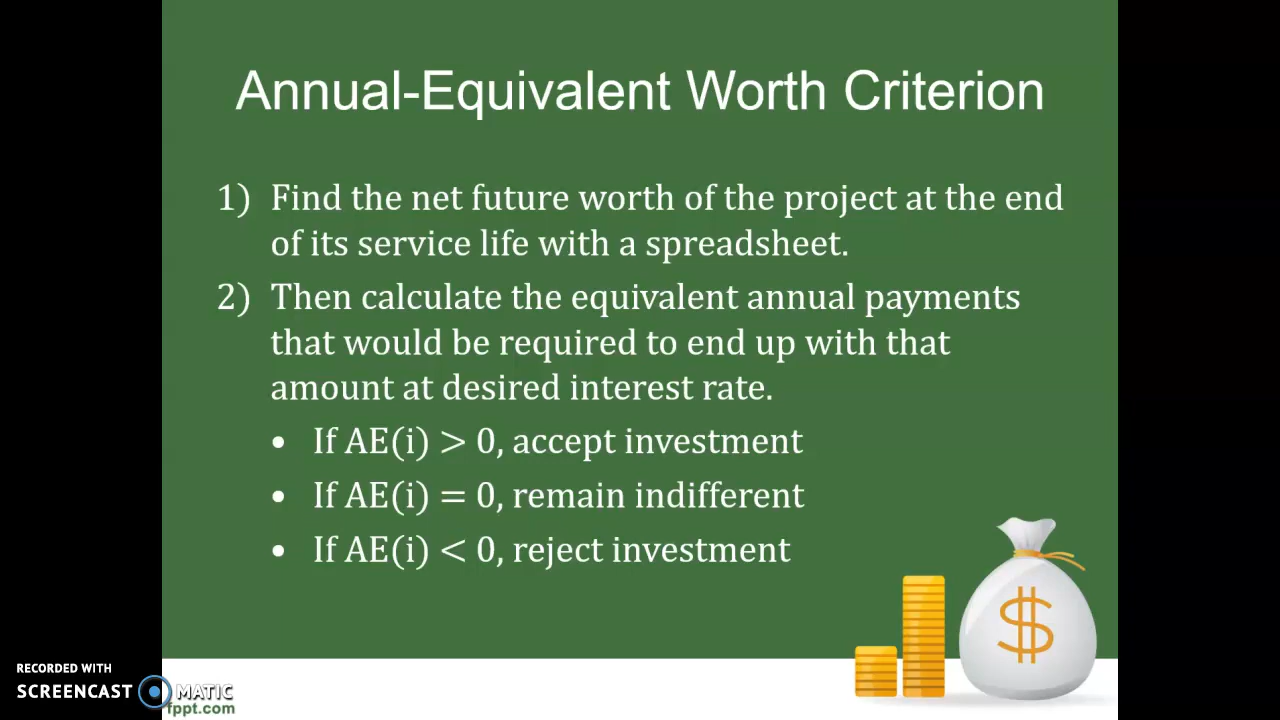 Annual-Equivalent Worth Criterion
1) Find the net future worth of the project at the end
of its service life with a spreadsheet.
2) Then calculate the equivalent annual payments
that would be required to end up with that
amount at desired interest rate.
• If AE(i) > 0, accept investment
• If AE(i) = 0, remain indifferent
• If AE(i) < 0, reject investment
$
RECORDED WITH
SCREENCAST MATIC
fppt.com